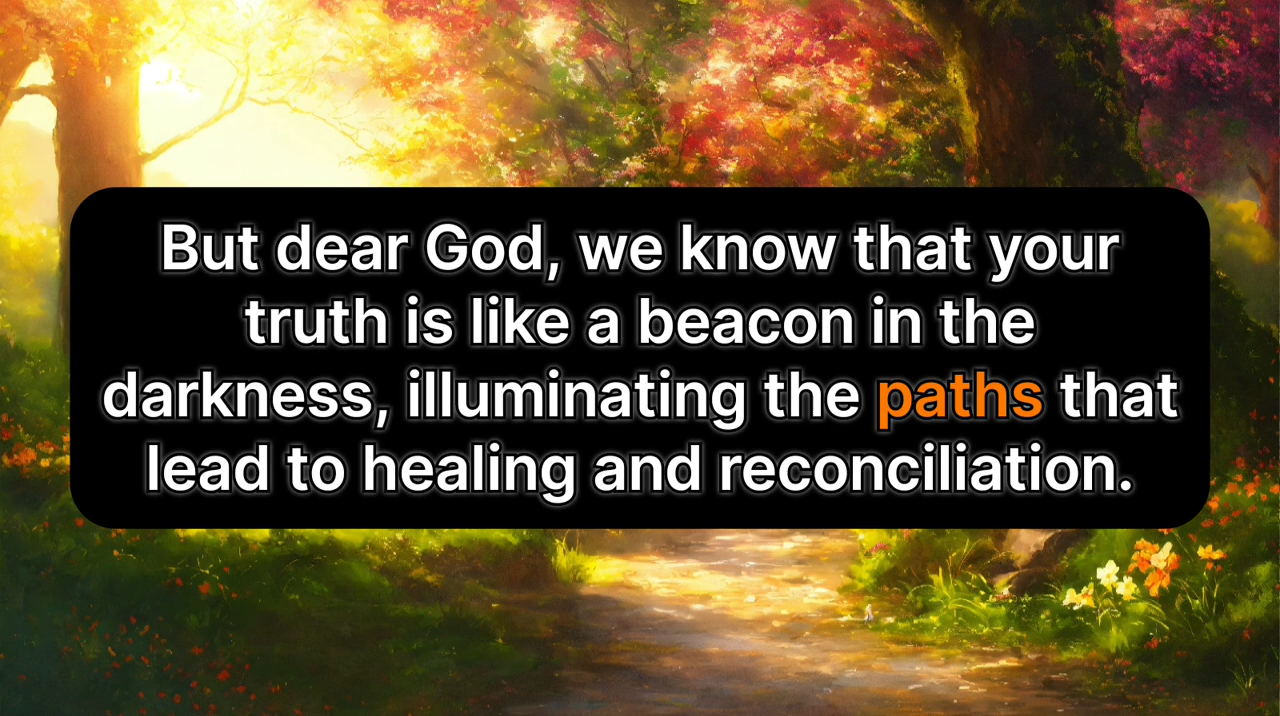 But dear God, we know that your
truth is like a beacon in the
darkness, illuminating the paths that
lead to healing and reconciliation.